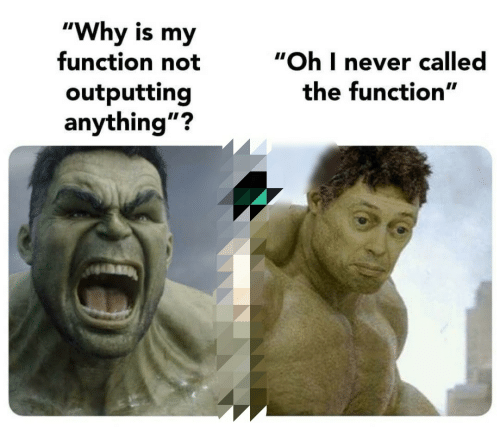 "Why is my
function not
outputting
anything"?
"Oh I never called
the function"